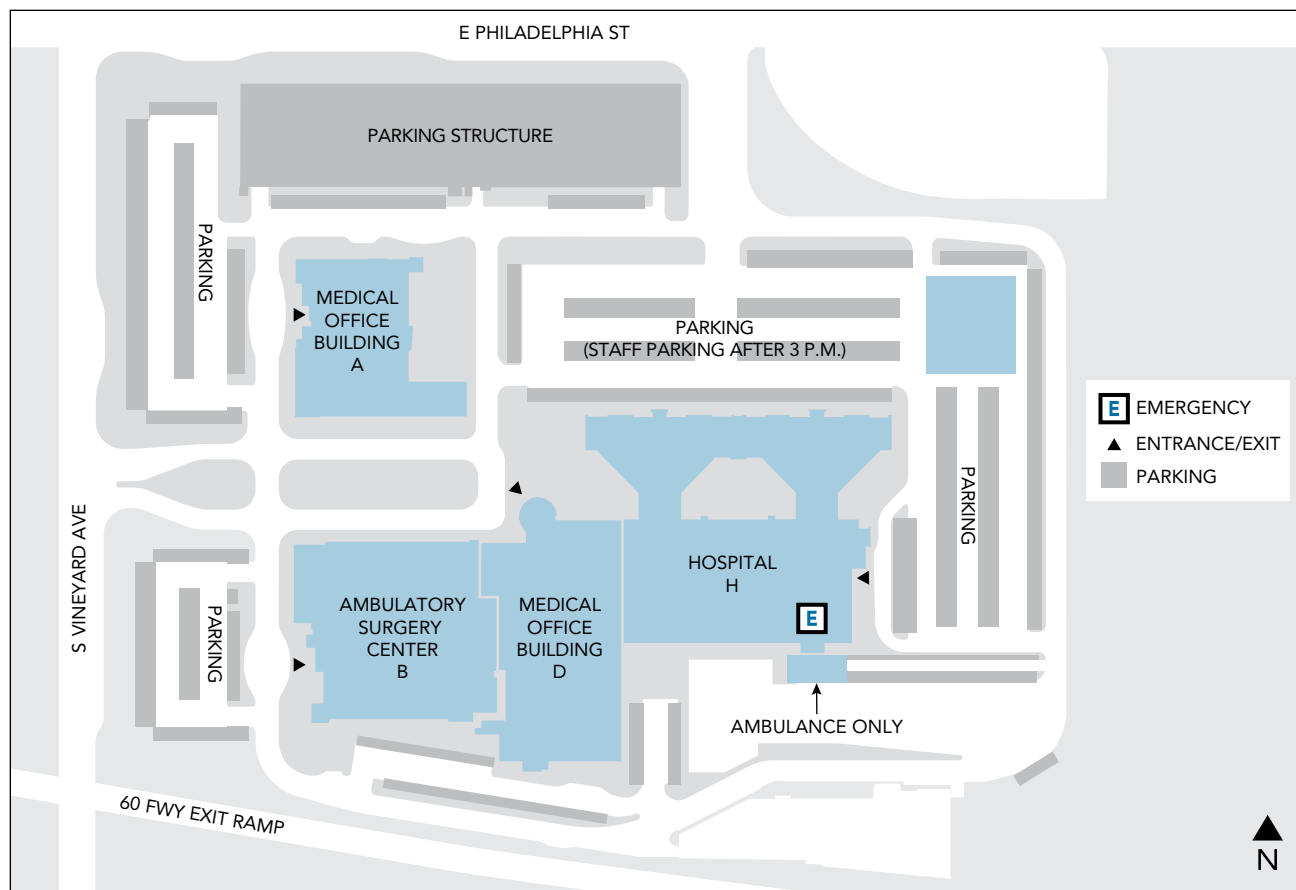 E PHILADELPHIA ST
PARKING STRUCTURE
PARKING
MEDICAL
OFFICE
BUILDING
A
PARKING
(STAFF PARKING AFTER 3 P.M.)
E EMERGENCY
ENTRANCE/EXIT
PARKING
PARKING
S VINEYARD AVE
PARKING
AMBULATORY
SURGERY
CENTER
B
MEDICAL
OFFICE
BUILDING
D
HOSPITAL
H
E
AMBULANCE ONLY
60 FWY EXIT RAMP
N